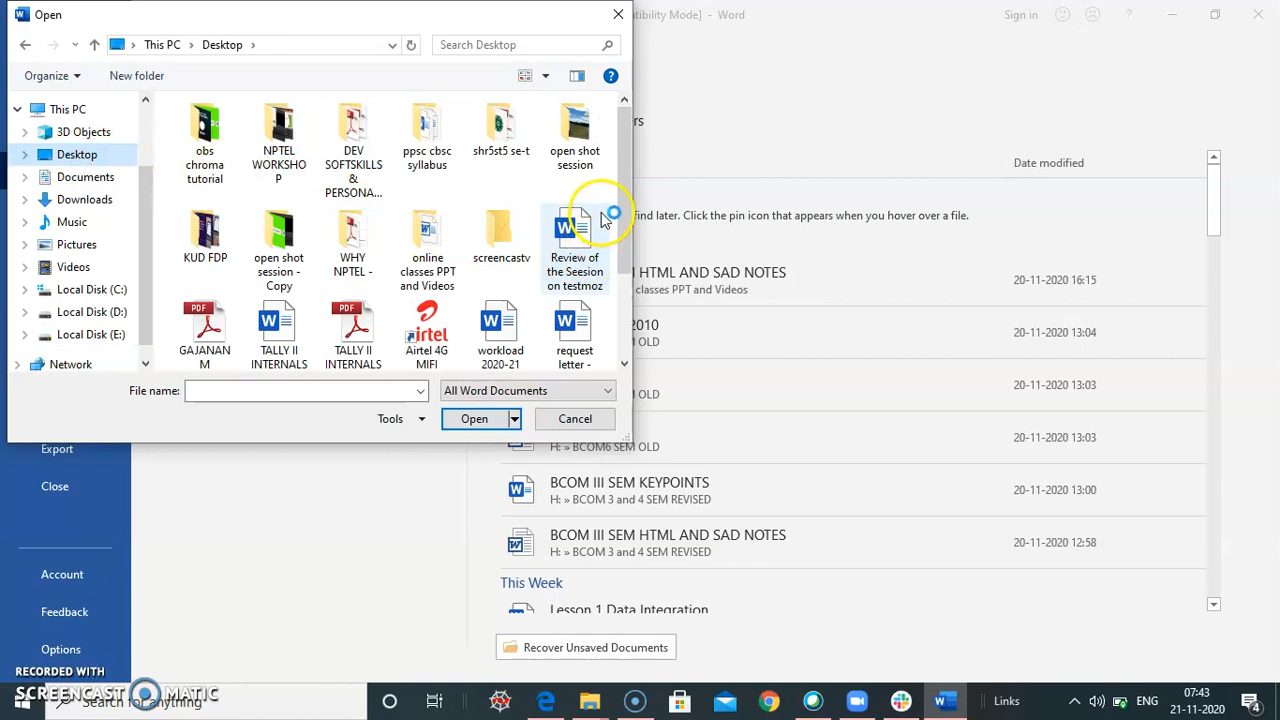 Open
tibility Mode] - Word
Sign in
This PC
Desktop
Search Desktop
Organize
New folder
This PC
3D Objects
Desktop
Documents
Downloads
Music
Pictures
Videos
Local Disk (C:)
Local Disk (D:)
Local Disk (E:)
Network
obs
chroma
tutorial
NPTEL
WORKSHO
P
DEV
SOFTSKILLS
&
PERSONA...
ppsc cbsc
syllabus
shr5st5 se-t
open shot
session
KUD FDP
open shot
session -
Copy
WHY
NPTEL -
online
classes PPT
and Videos
screencastv
Review of
the Seesion
on testmoz
PDF
GAJANAN
M
TALLY II
INTERNALS
PDF
TALLY II
INTERNALS
airtel
Airtel 4G
MIFI
workload
2020-21
request
letter -
File name:
All Word Documents
Tools
Open
Cancel
ers
Date modified
find later. Click the pin icon that appears when you hover over a file.
HTML AND SAD NOTES
classes PPT and Videos
20-11-2020 16:15
2010
OLD
20-11-2020 13:04
OLD
20-11-2020 13:03
H: » BCOM6 SEM OLD
20-11-2020 13:03
BCOM III SEM KEYPOINTS
H: » BCOM 3 and 4 SEM REVISED
20-11-2020 13:00
BCOM III SEM HTML AND SAD NOTES
H: » BCOM 3 and 4 SEM REVISED
20-11-2020 12:58
This Week
Lesson 1 Data Integration
Recover Unsaved Documents
Export
Close
Account
Feedback
Options
RECORDED WITH
SCREENCAST MATIC
Search for anything
Links
ENG
07:43
21-11-2020
4